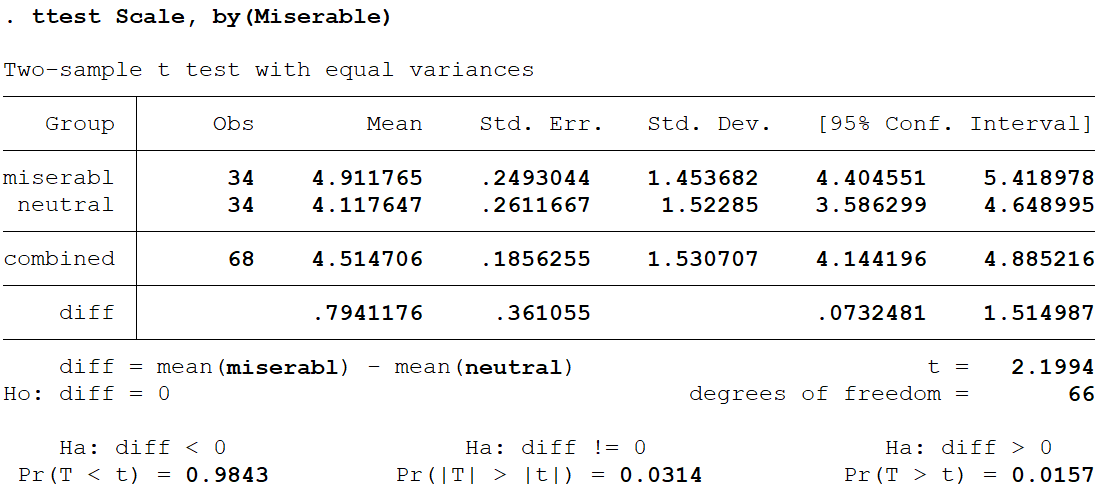 . ttest Scale, by(Miserable)
Two-sample t test with equal variances
Group Obs Mean Std. Err. Std. Dev. [95% Conf. Interval]
miserabl 34 4.911765 .2493044 1.453682 4.404551 5.418978
neutral 34 4.117647 .2611667 1.52285 3.586299 4.648995
combined 68 4.514706 .1856255 1.530707 4.144196 4.885216
diff .7941176 .361055 .0732481 1.514987
diff = mean(miserabl) - mean(neutral) t = 2.1994
Ho: diff = 0 degrees of freedom = 66
Ha: diff < 0 Ha: diff != 0 Ha: diff > 0
Pr(T < t) = 0.9843 Pr(|T| > |t|) = 0.0314 Pr(T > t) = 0.0157